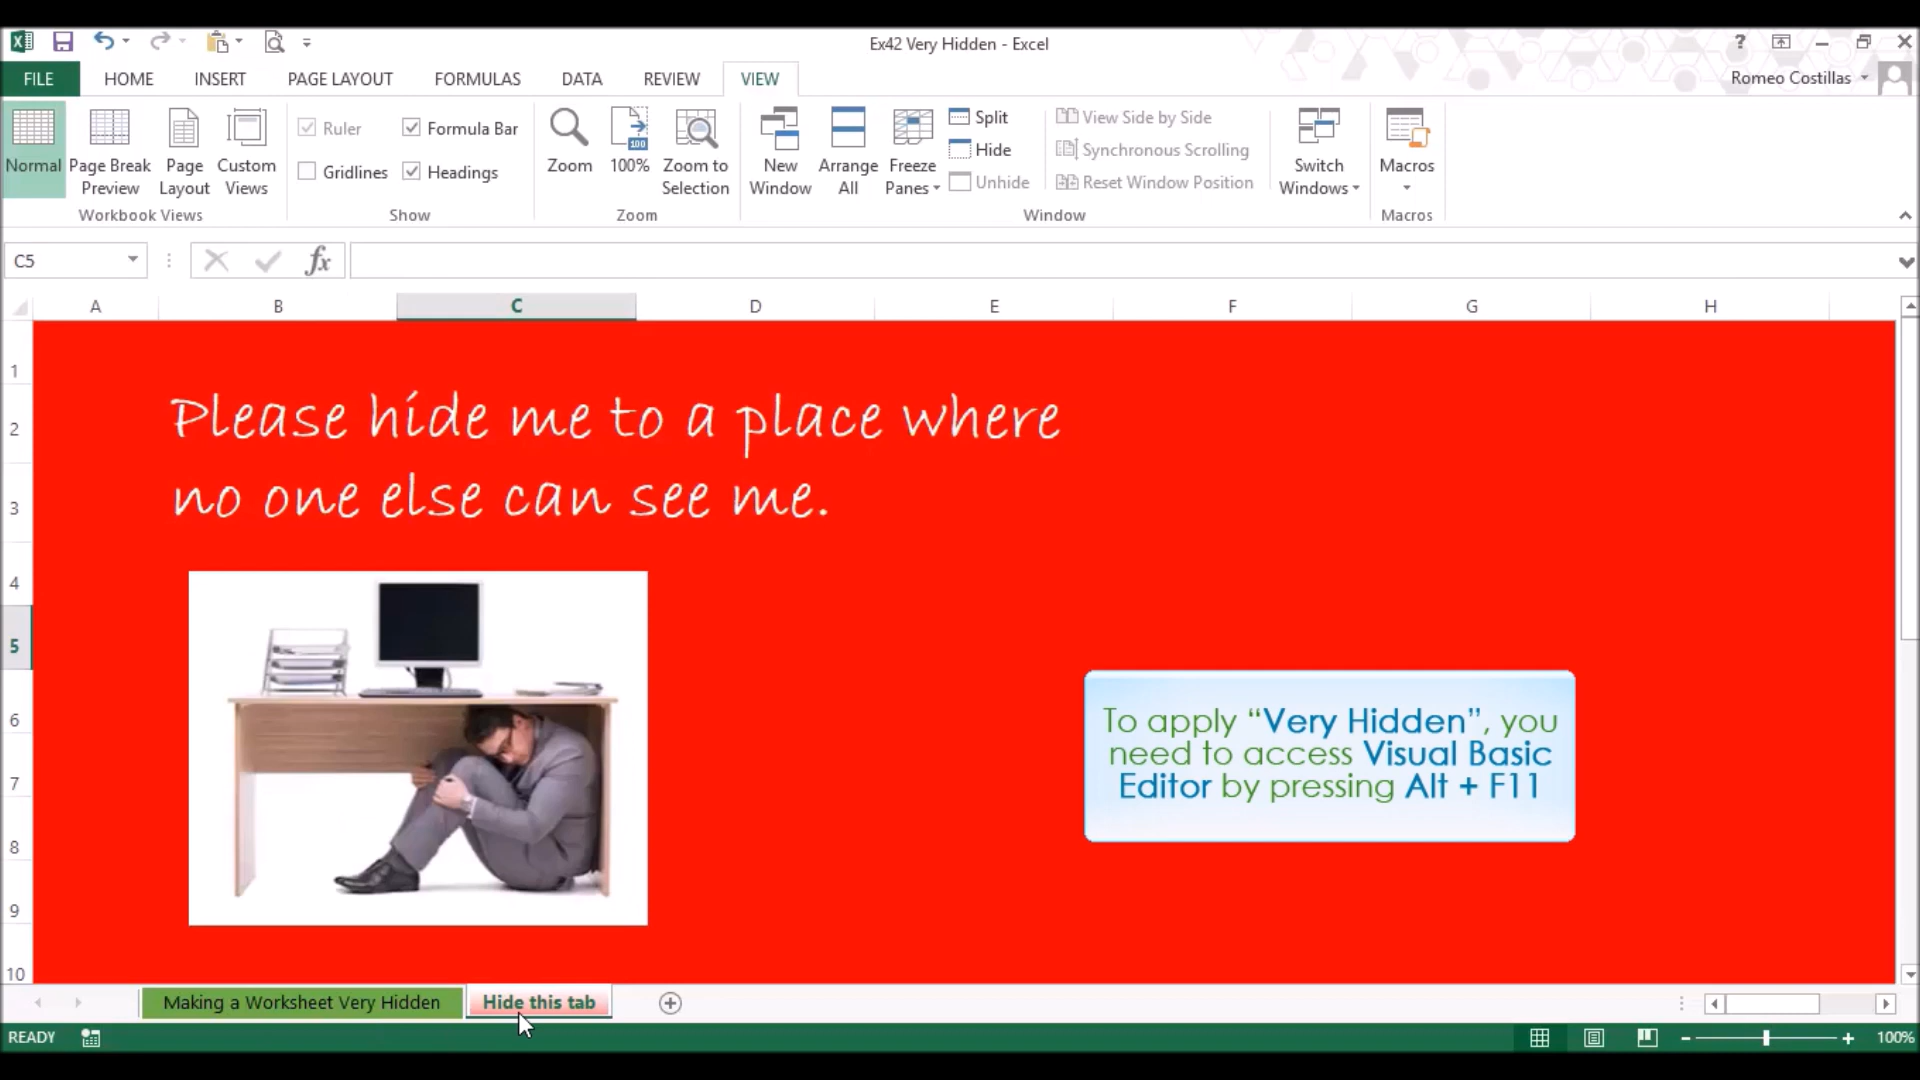 Ex42 Very Hidden - Excel
FILE HOME INSERT PAGE LAYOUT FORMULAS DATA REVIEW VIEW
Romeo Costillas
Normal
Page Break Preview
Page Layout
Custom Views
Workbook Views
Ruler
Formula Bar
Gridlines
Headings
Show
Zoom
100%
Zoom to Selection
Zoom
New Window
Arrange All
Freeze Panes
Split
Hide
Unhide
View Side by Side
Synchronous Scrolling
Reset Window Position
Window
Switch Windows
Macros
Macros
C5
fx
A B C D E F G H
1
2
3
4
5
6
7
8
9
10
Please hide me to a place where
no one else can see me.
To apply “Very Hidden”, you
need to access Visual Basic
Editor by pressing Alt + F11
Making a Worksheet Very Hidden
Hide this tab
READY
100%